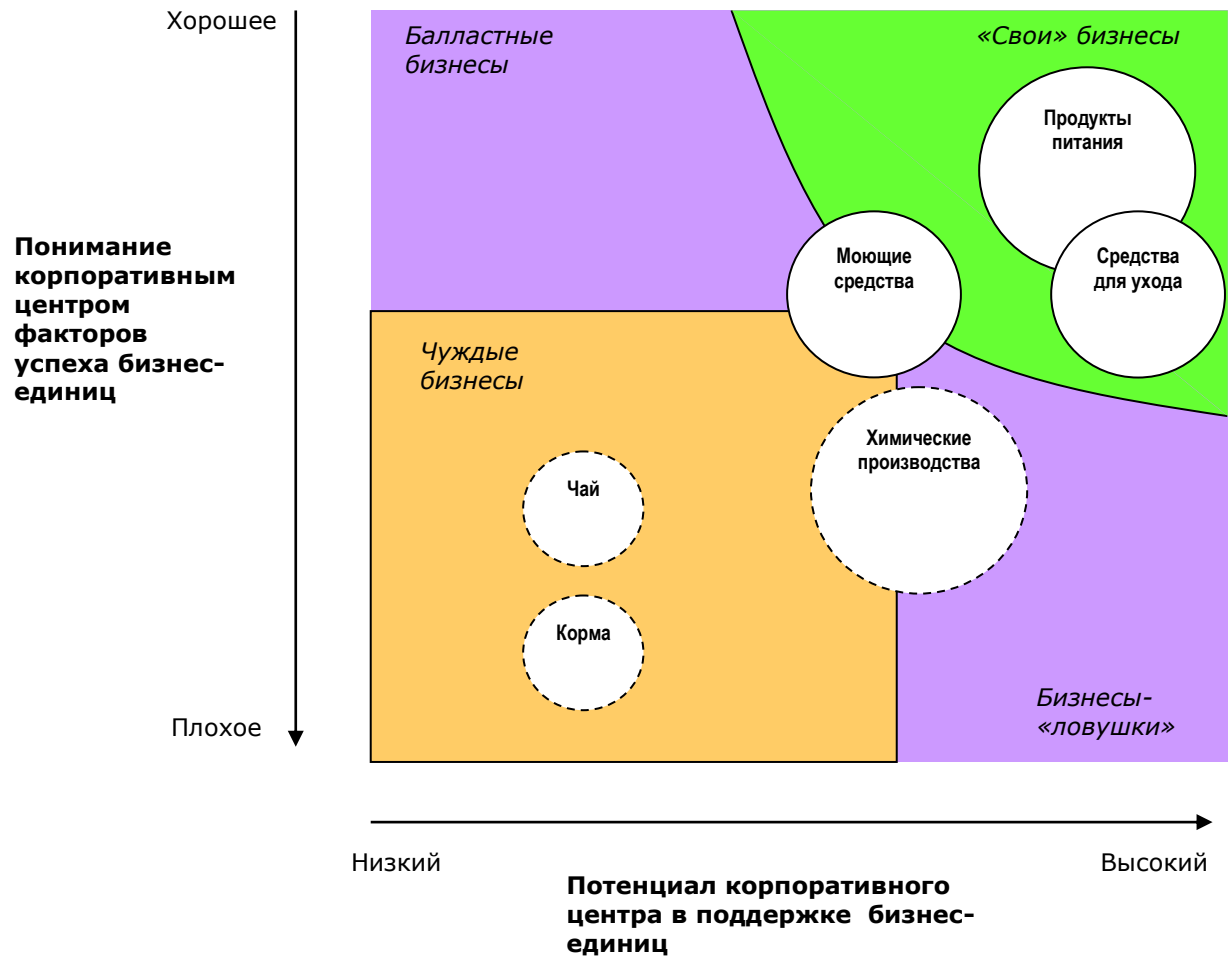 Хорошее
Балластные
бизнесы
«Свои» бизнесы
Продукты
питания
Понимание
корпоративным
центром
факторов
успеха бизнес-
единиц
Моющие
средства
Средства
для ухода
Чуждые
бизнесы
Химические
производства
Чай
Корма
Плохое
Бизнесы-
«ловушки»
Низкий
Высокий
Потенциал корпоративного
центра в поддержке бизнес-
единиц